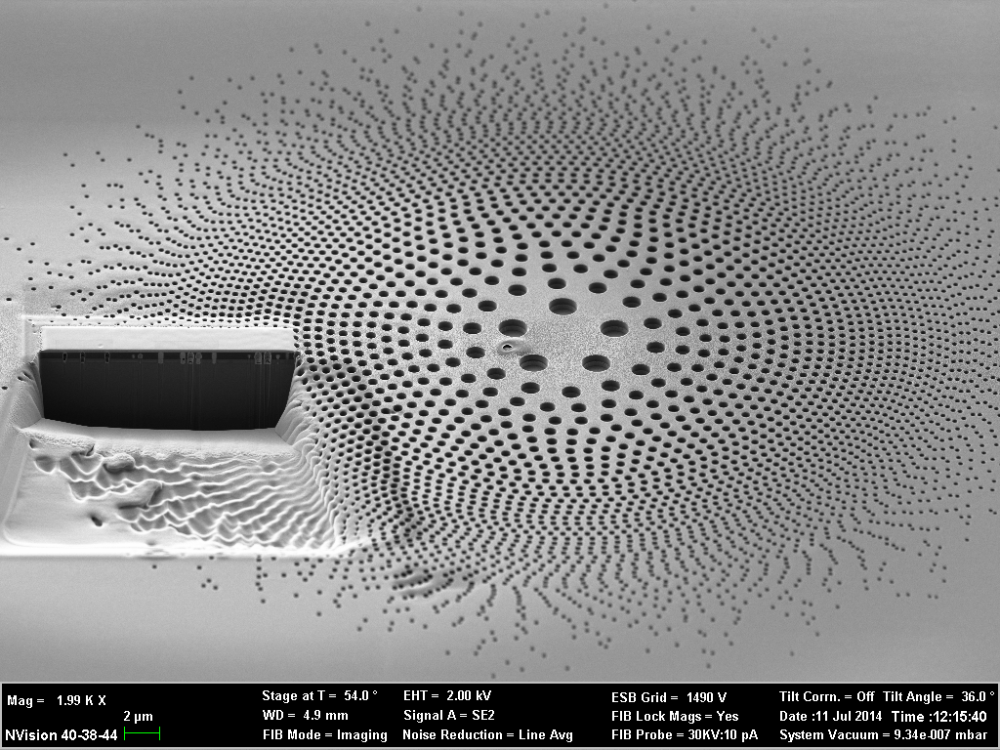 Mag = 1.99 K X
2 µm
NVision 40-38-44
Stage at T = 54.0 °
WD = 4.9 mm
FIB Mode = Imaging
EHT = 2.00 kV
Signal A = SE2
Noise Reduction = Line Avg
ESB Grid = 1490 V
FIB Lock Mags = Yes
FIB Probe = 30KV:10 pA
Tilt Corrn. = Off Tilt Angle = 36.0 °
Date :11 Jul 2014 Time :12:15:40
System Vacuum = 9.34e-007 mbar